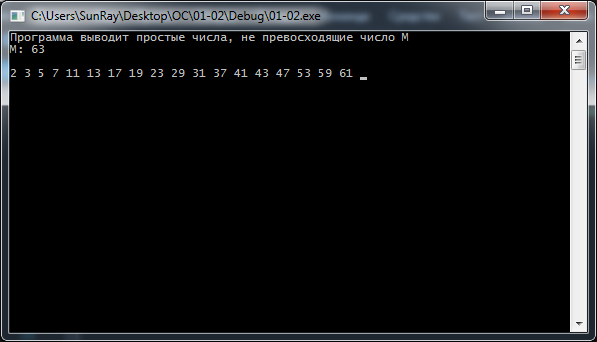 C:\Users\SunRay\Desktop\OC\01-02\Debug\01-02.exe
Программа выводит простые числа, не превосходящие число M
M: 63
2 3 5 7 11 13 17 19 23 29 31 37 41 43 47 53 59 61